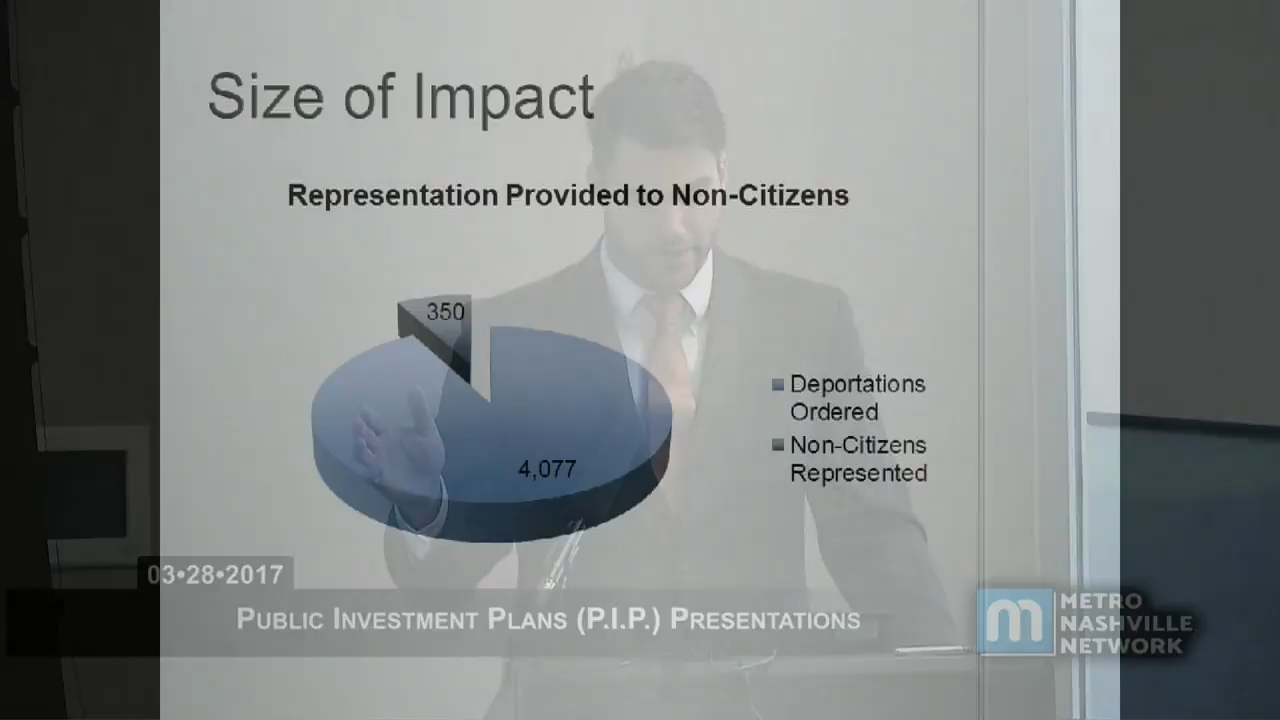 Size of Impact
Representation Provided to Non-Citizens
350
4,077
Deportations
Ordered
Non-Citizens
Represented
03•28•2017
PUBLIC INVESTMENT PLANS (P.I.P.) PRESENTATIONS
m METRO
NASHVILLE
NETWORK